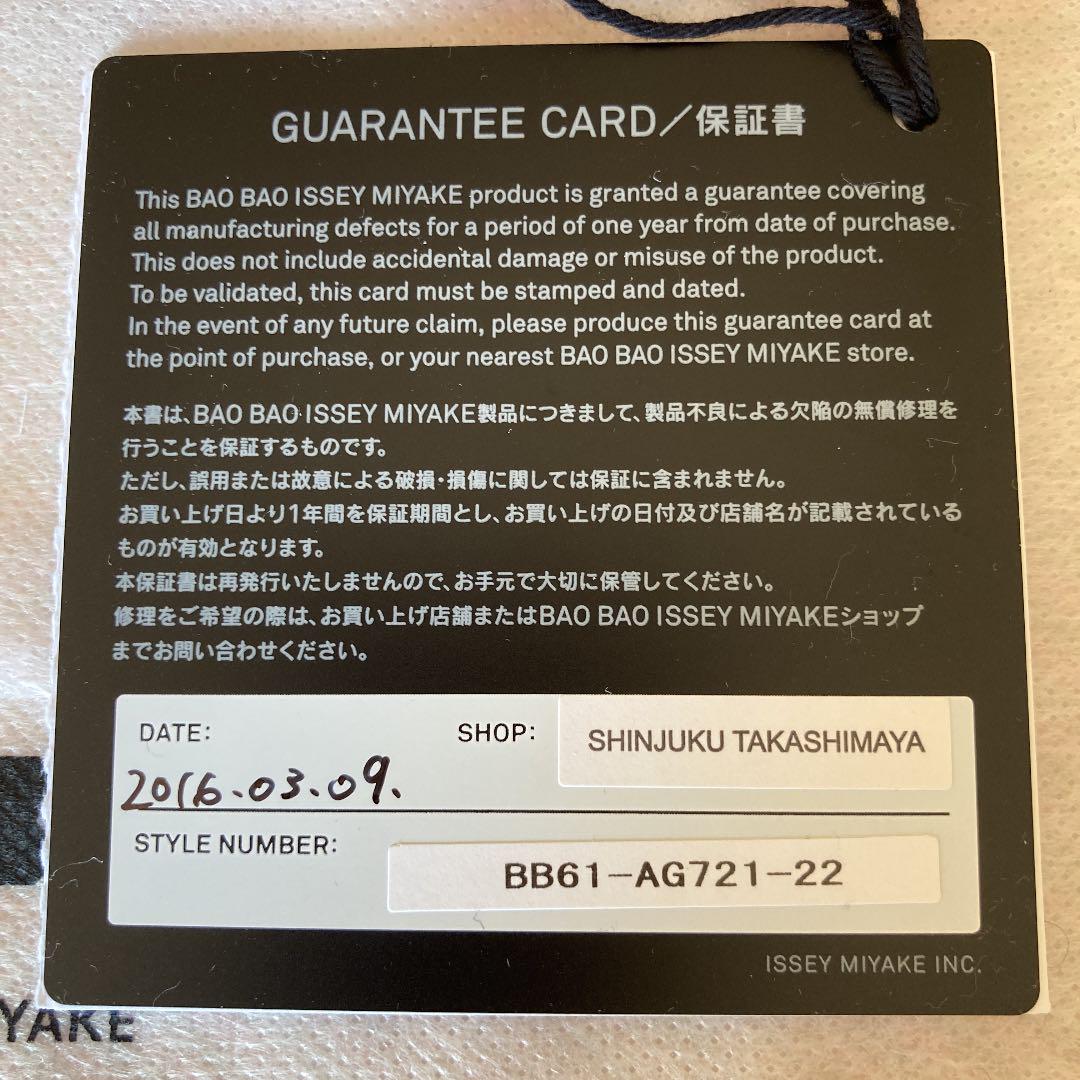 GUARANTEE CARD／保証書
This BAO BAO ISSEY MIYAKE product is granted a guarantee covering
all manufacturing defects for a period of one year from date of purchase.
This does not include accidental damage or misuse of the product.
To be validated, this card must be stamped and dated.
In the event of any future claim, please produce this guarantee card at
the point of purchase, or your nearest BAO BAO ISSEY MIYAKE store.
本書は、BAO BAO ISSEY MIYAKE製品につきまして、製品不良による欠陥の無償修理を
行うことを保証するものです。
ただし、誤用または故意による破損・損傷に関しては保証に含まれません。
お買い上げ日より1年間を保証期間とし、お買い上げの日付及び店舗名が記載されている
ものが有効となります。
本保証書は再発行いたしませんので、お手元で大切に保管してください。
修理をご希望の際は、お買い上げ店舗またはBAO BAO ISSEY MIYAKEショップ
までお問い合わせください。
DATE: SHOP: SHINJUKU TAKASHIMAYA
2016.03.09.
STYLE NUMBER:
BB61-AG721-22
ISSEY MIYAKE INC.
YAKE